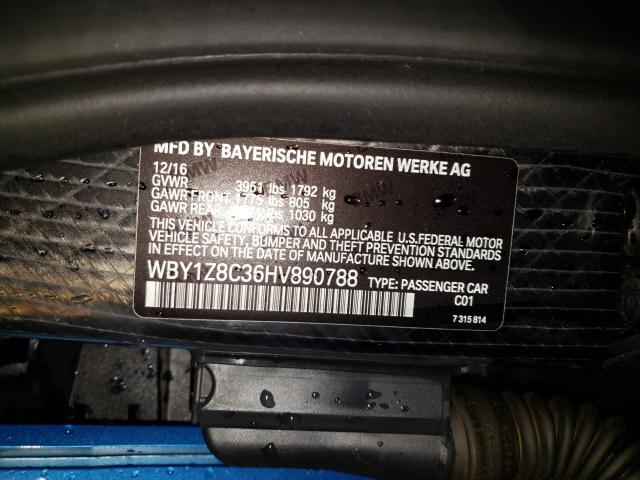 MFD BY BAYERISCHE MOTOREN WERKE AG
12/16
GVWR 3951 lbs 1792 kg
GAWR FRONT 1775 lbs 805 kg
GAWR REAR lbs 1030 kg
THIS VEHICLE CONFORMS TO ALL APPLICABLE U.S.FEDERAL MOTOR
VEHICLE SAFETY, BUMPER, AND THEFT PREVENTION STANDARDS
IN EFFECT ON THE DATE OF MANUFACTURE SHOWN ABOVE.
WBY1Z8C36HV890788 TYPE: PASSENGER CAR
C01
7 315 814